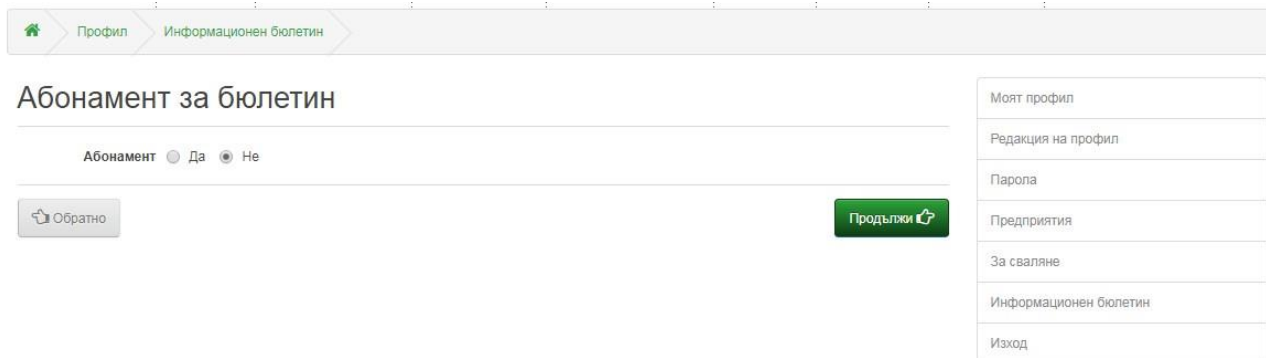 Профил Информационен бюлетин
Абонамент за бюлетин
Абонамент Да Не
Обратно
Продължи
Моят профил
Редакция на профил
Парола
Предприятия
За сваляне
Информационен бюлетин
Изход